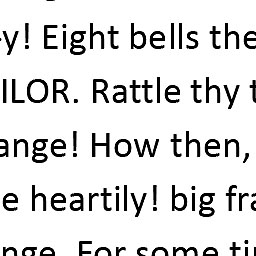 -y! Eight bells the
ILOR. Rattle thy t
ange! How then,
e heartily! big fra
nge. For some ti